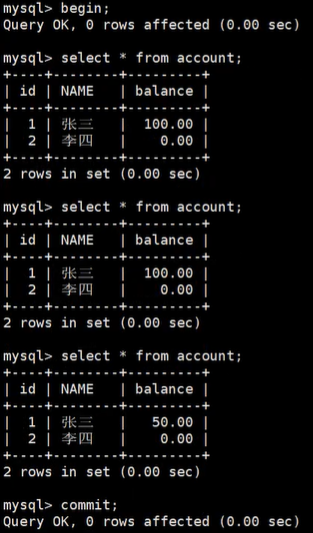 mysql> begin;
Query OK, 0 rows affected (0.00 sec)
mysql> select * from account;
+----+--------+---------+
| id | NAME   | balance |
+----+--------+---------+
|  1 | 张三   |  100.00 |
|  2 | 李四   |    0.00 |
+----+--------+---------+
2 rows in set (0.00 sec)
mysql> select * from account;
+----+--------+---------+
| id | NAME   | balance |
+----+--------+---------+
|  1 | 张三   |  100.00 |
|  2 | 李四   |    0.00 |
+----+--------+---------+
2 rows in set (0.00 sec)
mysql> select * from account;
+----+--------+---------+
| id | NAME   | balance |
+----+--------+---------+
|  1 | 张三   |   50.00 |
|  2 | 李四   |    0.00 |
+----+--------+---------+
2 rows in set (0.00 sec)
mysql> commit;
Query OK, 0 rows affected (0.00 sec)